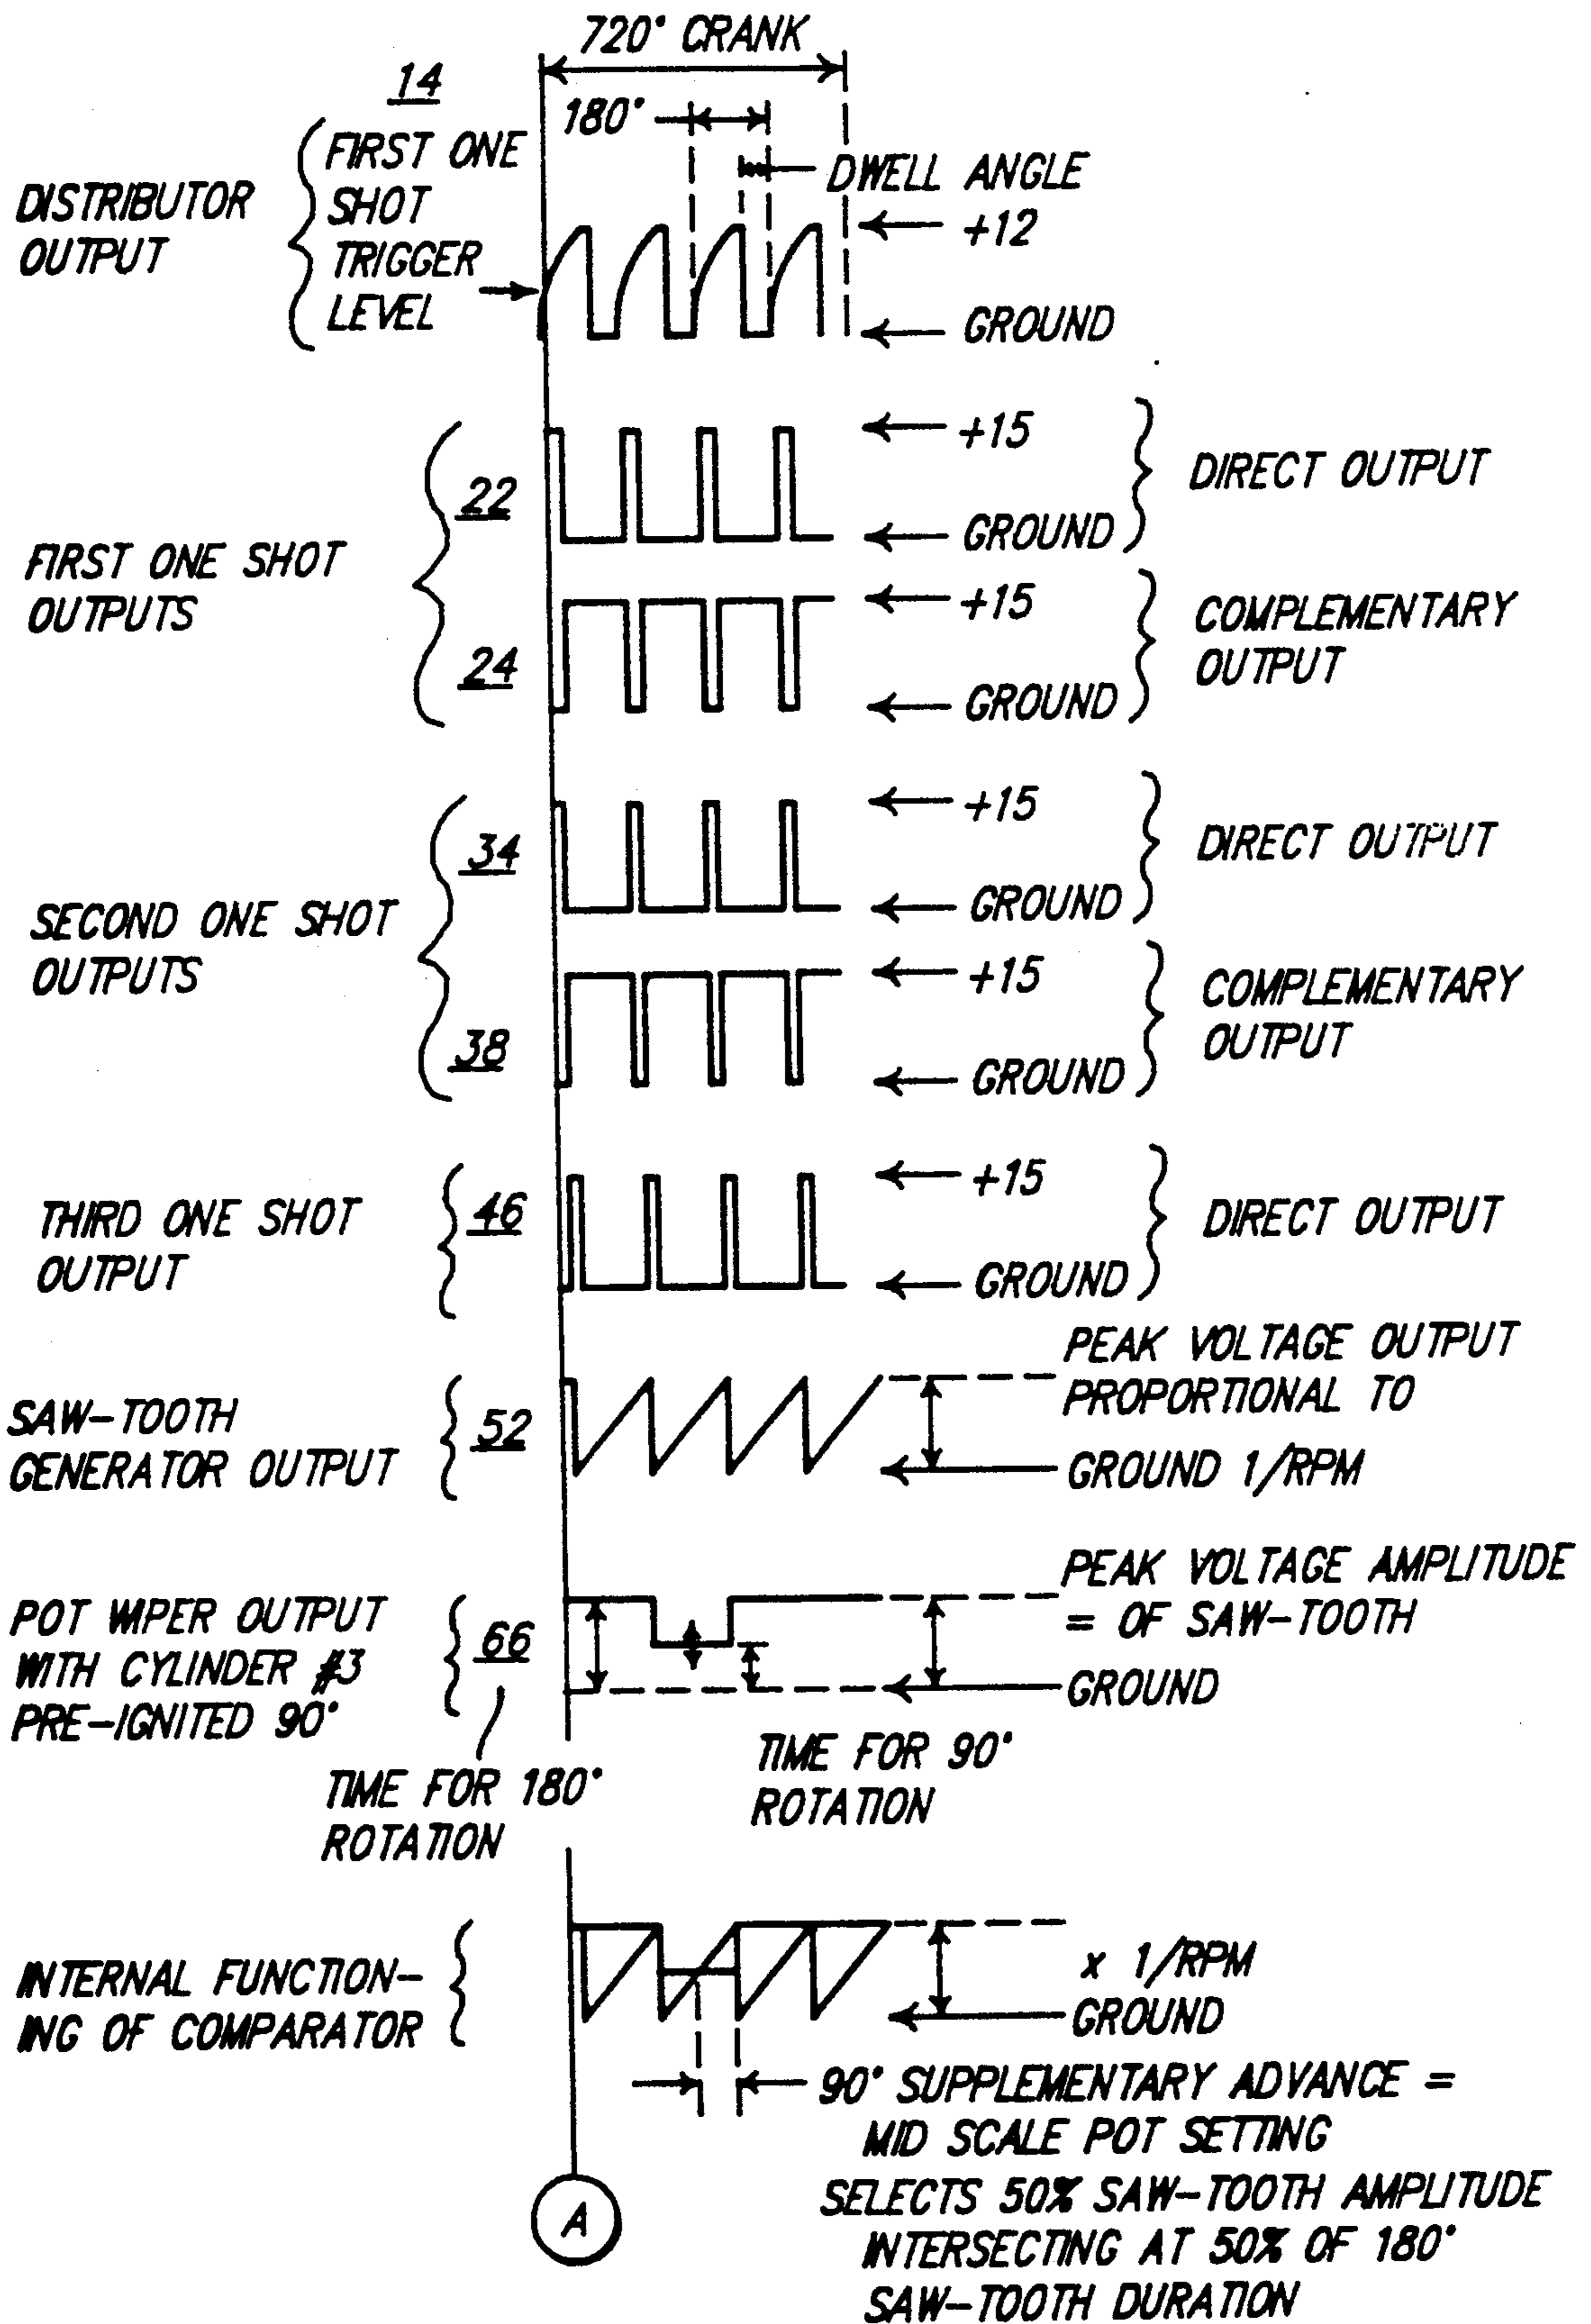 720° CRANK
14
180°
DWELL ANGLE
DISTRIBUTOR
OUTPUT
FIRST ONE
SHOT
TRIGGER
LEVEL
+12
GROUND
FIRST ONE SHOT
OUTPUTS
22
+15
GROUND
DIRECT OUTPUT
24
+15
GROUND
COMPLEMENTARY
OUTPUT
SECOND ONE SHOT
OUTPUTS
34
+15
GROUND
DIRECT OUTPUT
38
+15
GROUND
COMPLEMENTARY
OUTPUT
THIRD ONE SHOT
OUTPUT
46
+15
GROUND
DIRECT OUTPUT
SAW-TOOTH
GENERATOR OUTPUT
52
PEAK VOLTAGE OUTPUT
PROPORTIONAL TO
GROUND 1/RPM
POT WIPER OUTPUT
WITH CYLINDER #3
PRE-IGNITED 90°
66
PEAK VOLTAGE AMPLITUDE
= OF SAW-TOOTH
GROUND
TIME FOR 180°
ROTATION
TIME FOR 90°
ROTATION
INTERNAL FUNCTION-
ING OF COMPARATOR
x 1/RPM
GROUND
90° SUPPLEMENTARY ADVANCE =
MID SCALE POT SETTING
SELECTS 50% SAW-TOOTH AMPLITUDE
INTERSECTING AT 50% OF 180°
SAW-TOOTH DURATION
A